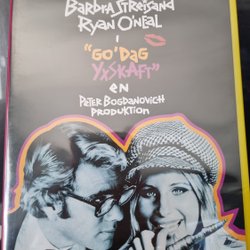 Barbra Streisand
Ryan O'Neal
i
"GO'DAG
YXSKAFT"
en
Peter Bogdanovich
Produktion